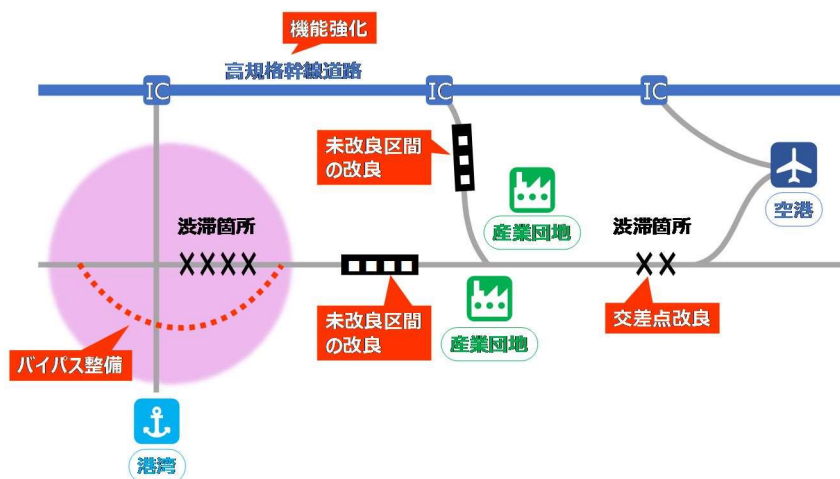 機能強化
高規格幹線道路
IC
IC
IC
未改良区間
の改良
空港
渋滞箇所
産業団地
渋滞箇所
未改良区間
の改良
産業団地
交差点改良
バイパス整備
港湾